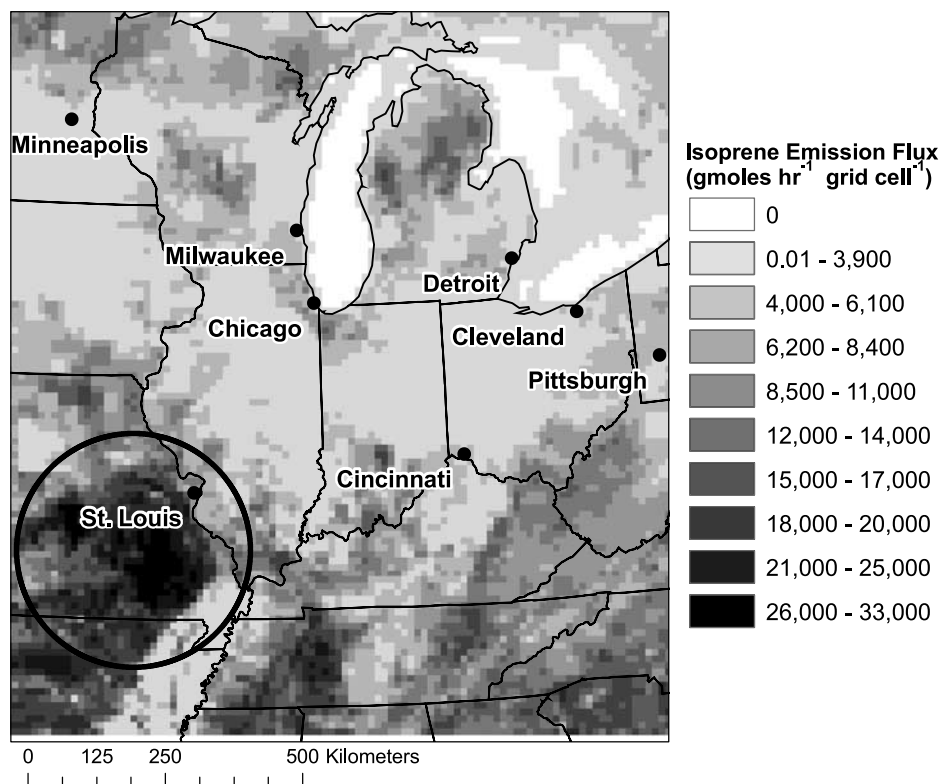 Minneapolis
Milwaukee
Detroit
Chicago
Cleveland
Pittsburgh
Cincinnati
St. Louis
0 125 250 500 Kilometers
Isoprene Emission Flux
(gmoles hr⁻¹ grid cell⁻¹)
0
0.01 - 3,900
4,000 - 6,100
6,200 - 8,400
8,500 - 11,000
12,000 - 14,000
15,000 - 17,000
18,000 - 20,000
21,000 - 25,000
26,000 - 33,000